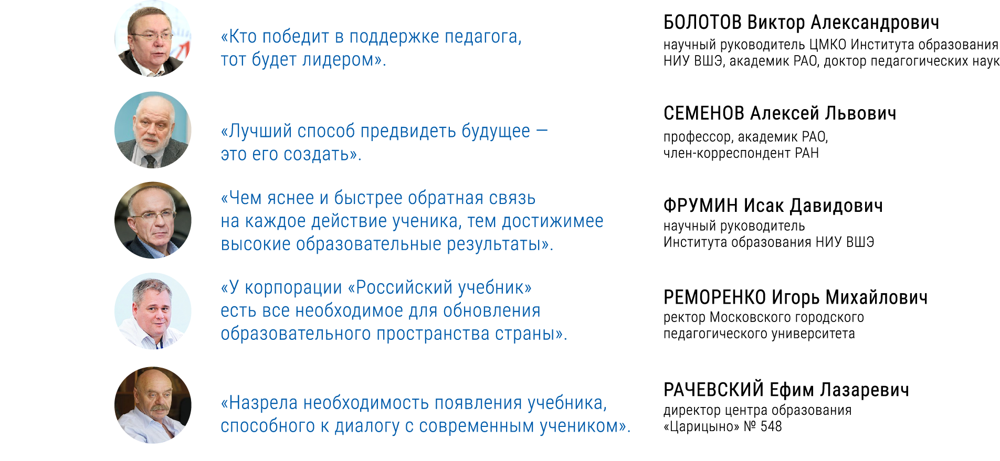 «Кто победит в поддержке педагога,
тот будет лидером».
БОЛОТОВ Виктор Александрович
научный руководитель ЦМКО Института образования
НИУ ВШЭ, академик РАО, доктор педагогических наук
«Лучший способ предвидеть будущее —
это его создать».
СЕМЕНОВ Алексей Львович
профессор, академик РАО,
член-корреспондент РАН
«Чем яснее и быстрее обратная связь
на каждое действие ученика, тем достижимее
высокие образовательные результаты».
ФРУМИН Исак Давидович
научный руководитель
Института образования НИУ ВШЭ
«У корпорации «Российский учебник»
есть все необходимое для обновления
образовательного пространства страны».
РЕМОРЕНКО Игорь Михайлович
ректор Московского городского
педагогического университета
«Назрела необходимость появления учебника,
способного к диалогу с современным учеником».
РАЧЕВСКИЙ Ефим Лазаревич
директор центра образования
«Царицыно» № 548